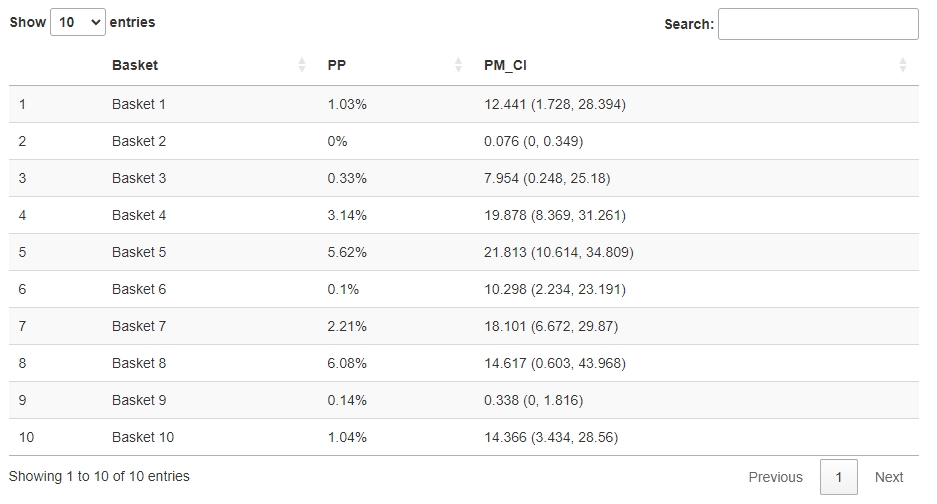 Show 10 entries Search:
Basket PP PM_CI
1 Basket 1 1.03% 12.441 (1.728, 28.394)
2 Basket 2 0% 0.076 (0, 0.349)
3 Basket 3 0.33% 7.954 (0.248, 25.18)
4 Basket 4 3.14% 19.878 (8.369, 31.261)
5 Basket 5 5.62% 21.813 (10.614, 34.809)
6 Basket 6 0.1% 10.298 (2.234, 23.191)
7 Basket 7 2.21% 18.101 (6.672, 29.87)
8 Basket 8 6.08% 14.617 (0.603, 43.968)
9 Basket 9 0.14% 0.338 (0, 1.816)
10 Basket 10 1.04% 14.366 (3.434, 28.56)
Showing 1 to 10 of 10 entries Previous 1 Next